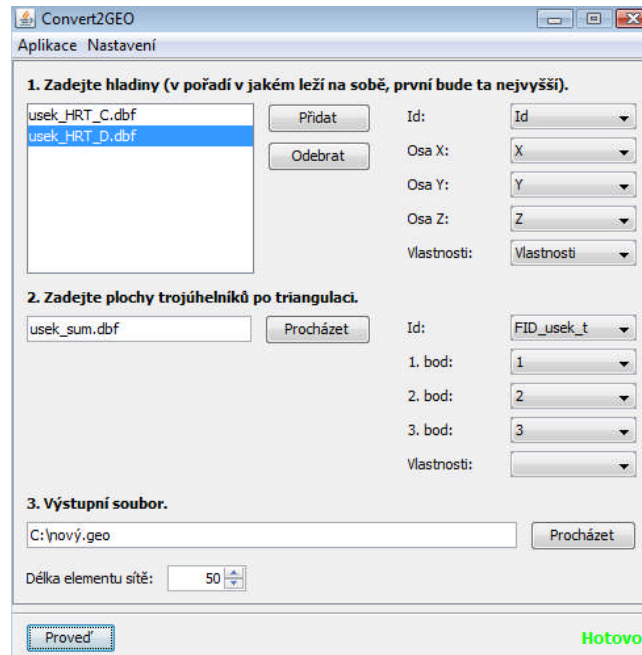 Convert2GEO
Aplikace Nastavení
1. Zadejte hladiny (v pořadí v jakém leží na sobě, první bude ta nejvyšší).
usek_HRT_C.dbf
usek_HRT_D.dbf
Přidat
Odebrat
Id: Id
Osa X: X
Osa Y: Y
Osa Z: Z
Vlastnosti: Vlastnosti
2. Zadejte plochy trojúhelníků po triangulaci.
usek_sum.dbf Procházet
Id: FID_usek_t
1. bod: 1
2. bod: 2
3. bod: 3
Vlastnosti:
3. Výstupní soubor.
C:\nový.geo Procházet
Délka elementu sítě: 50
Proveď Hotovo